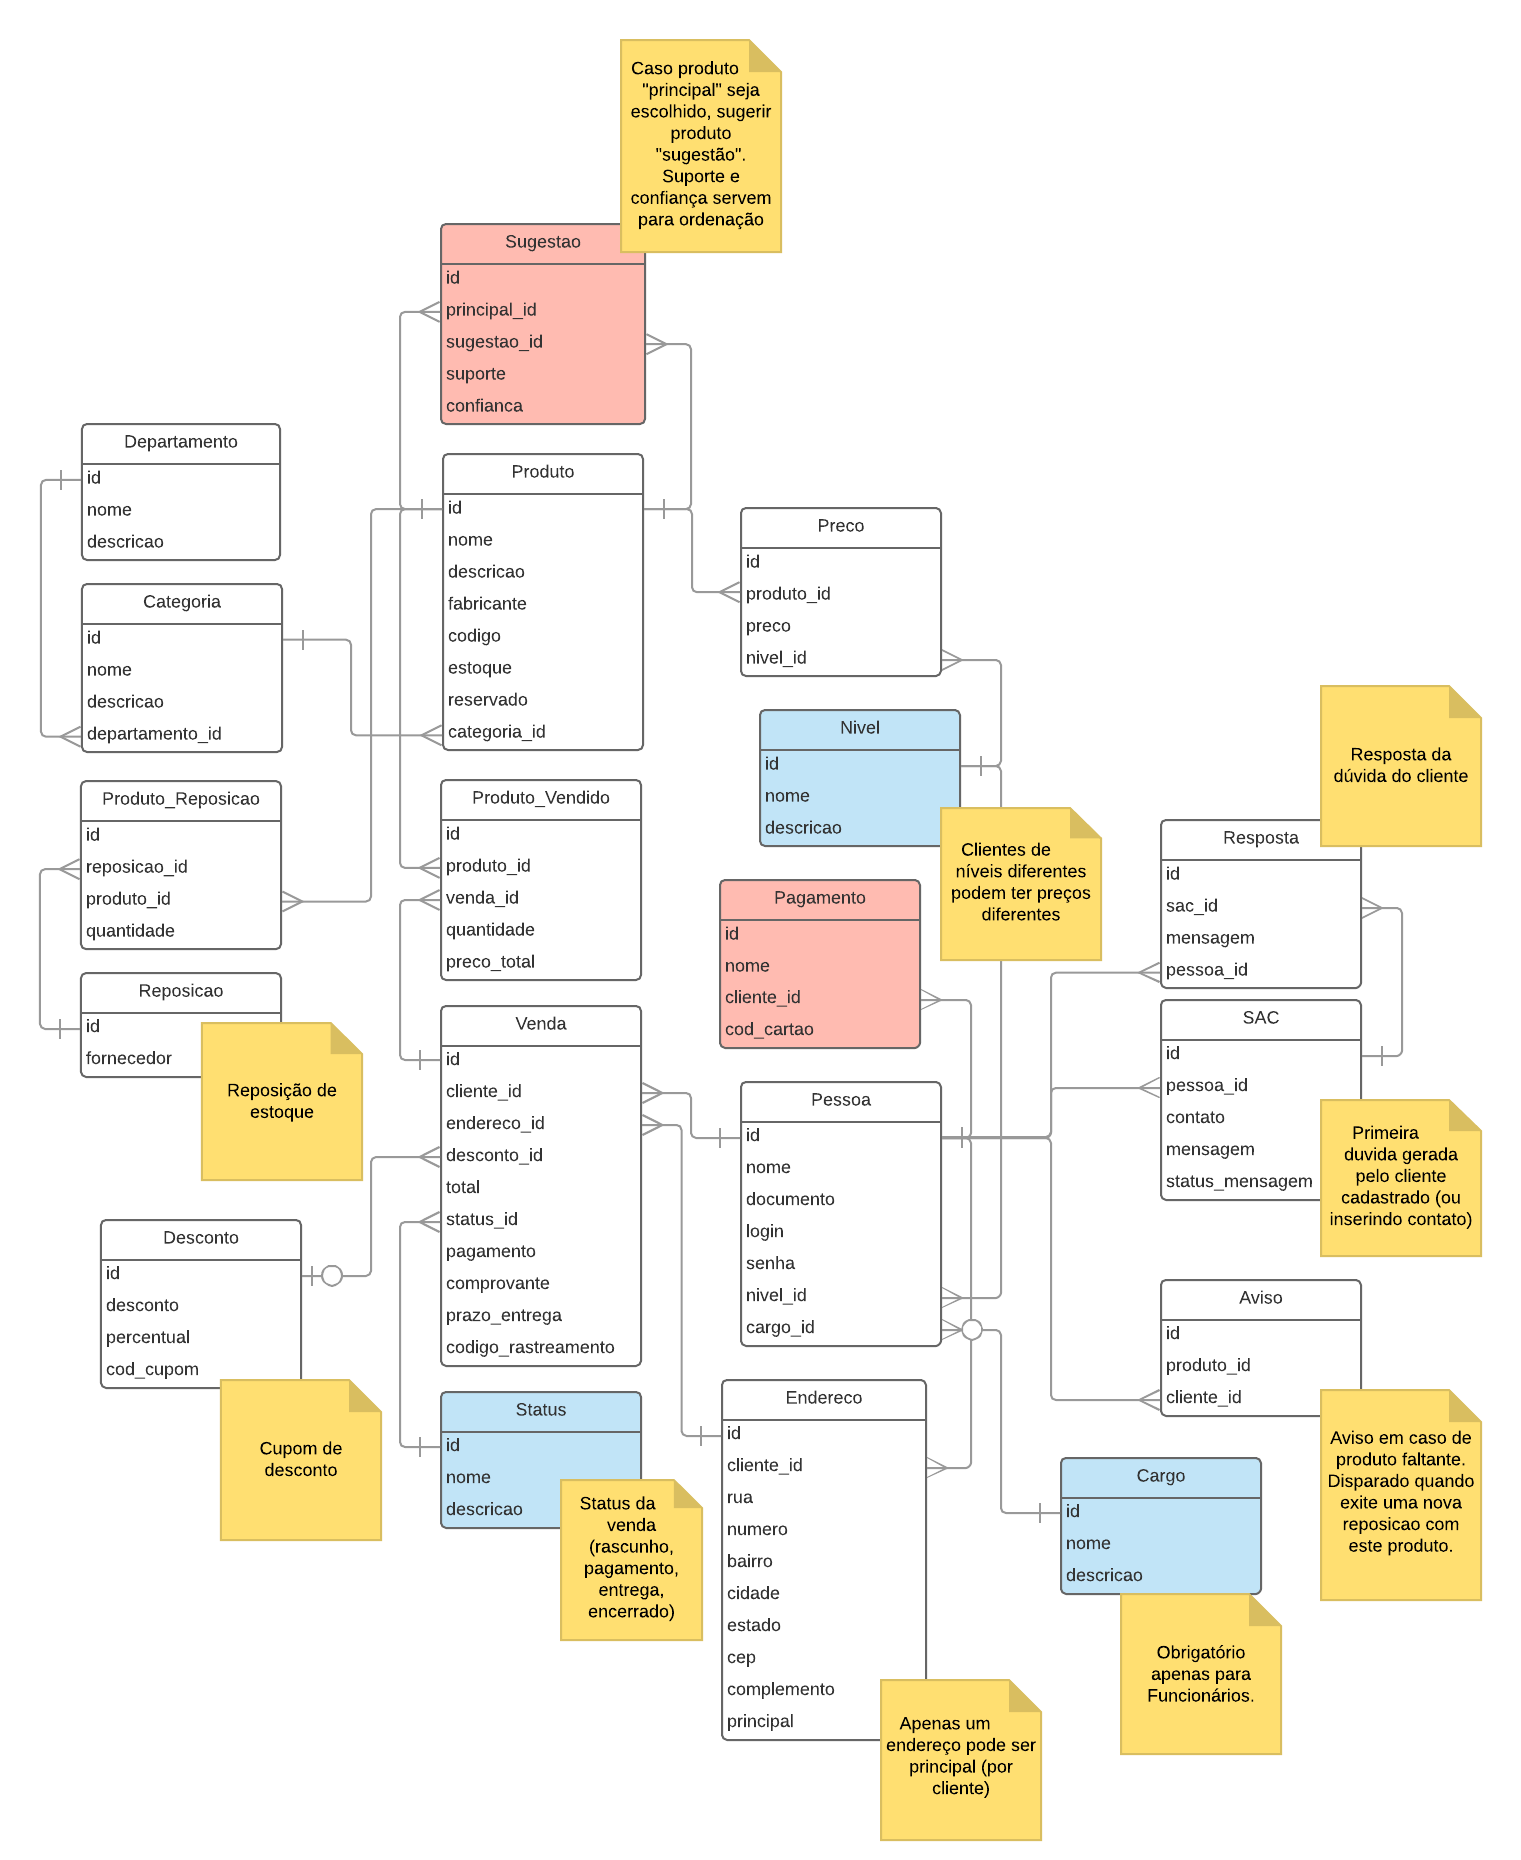 Caso produto
"principal" seja
escolhido, sugerir
produto
"sugestão".
Suporte e
confiança servem
para ordenação
Sugestao
id
principal_id
sugestao_id
suporte
confianca
Departamento
id
nome
descricao
Produto
id
nome
descricao
fabricante
codigo
estoque
reservado
categoria_id
Preco
id
produto_id
preco
nivel_id
Categoria
id
nome
descricao
departamento_id
Nivel
id
nome
descricao
Clientes de
níveis diferentes
podem ter preços
diferentes
Resposta da
dúvida do cliente
Produto_Reposicao
id
reposicao_id
produto_id
quantidade
Produto_Vendido
id
produto_id
venda_id
quantidade
preco_total
Pagamento
id
nome
cliente_id
cod_cartao
Resposta
id
sac_id
mensagem
pessoa_id
Reposicao
id
fornecedor
Reposição de
estoque
Venda
id
cliente_id
endereco_id
desconto_id
total
status_id
pagamento
comprovante
prazo_entrega
codigo_rastreamento
Pessoa
id
nome
documento
login
senha
nivel_id
cargo_id
SAC
id
pessoa_id
contato
mensagem
status_mensagem
Primeira
duvida gerada
pelo cliente
cadastrado (ou
inserindo contato)
Desconto
id
desconto
percentual
cod_cupom
Cupom de
desconto
Status
id
nome
descricao
Status da
venda
(rascunho,
pagamento,
entrega,
encerrado)
Endereco
id
cliente_id
rua
numero
bairro
cidade
estado
cep
complemento
principal
Apenas um
endereço pode ser
principal (por
cliente)
Aviso
id
produto_id
cliente_id
Aviso em caso de
produto faltante.
Disparado quando
exite uma nova
reposicao com
este produto.
Cargo
id
nome
descricao
Obrigatório
apenas para
Funcionários.